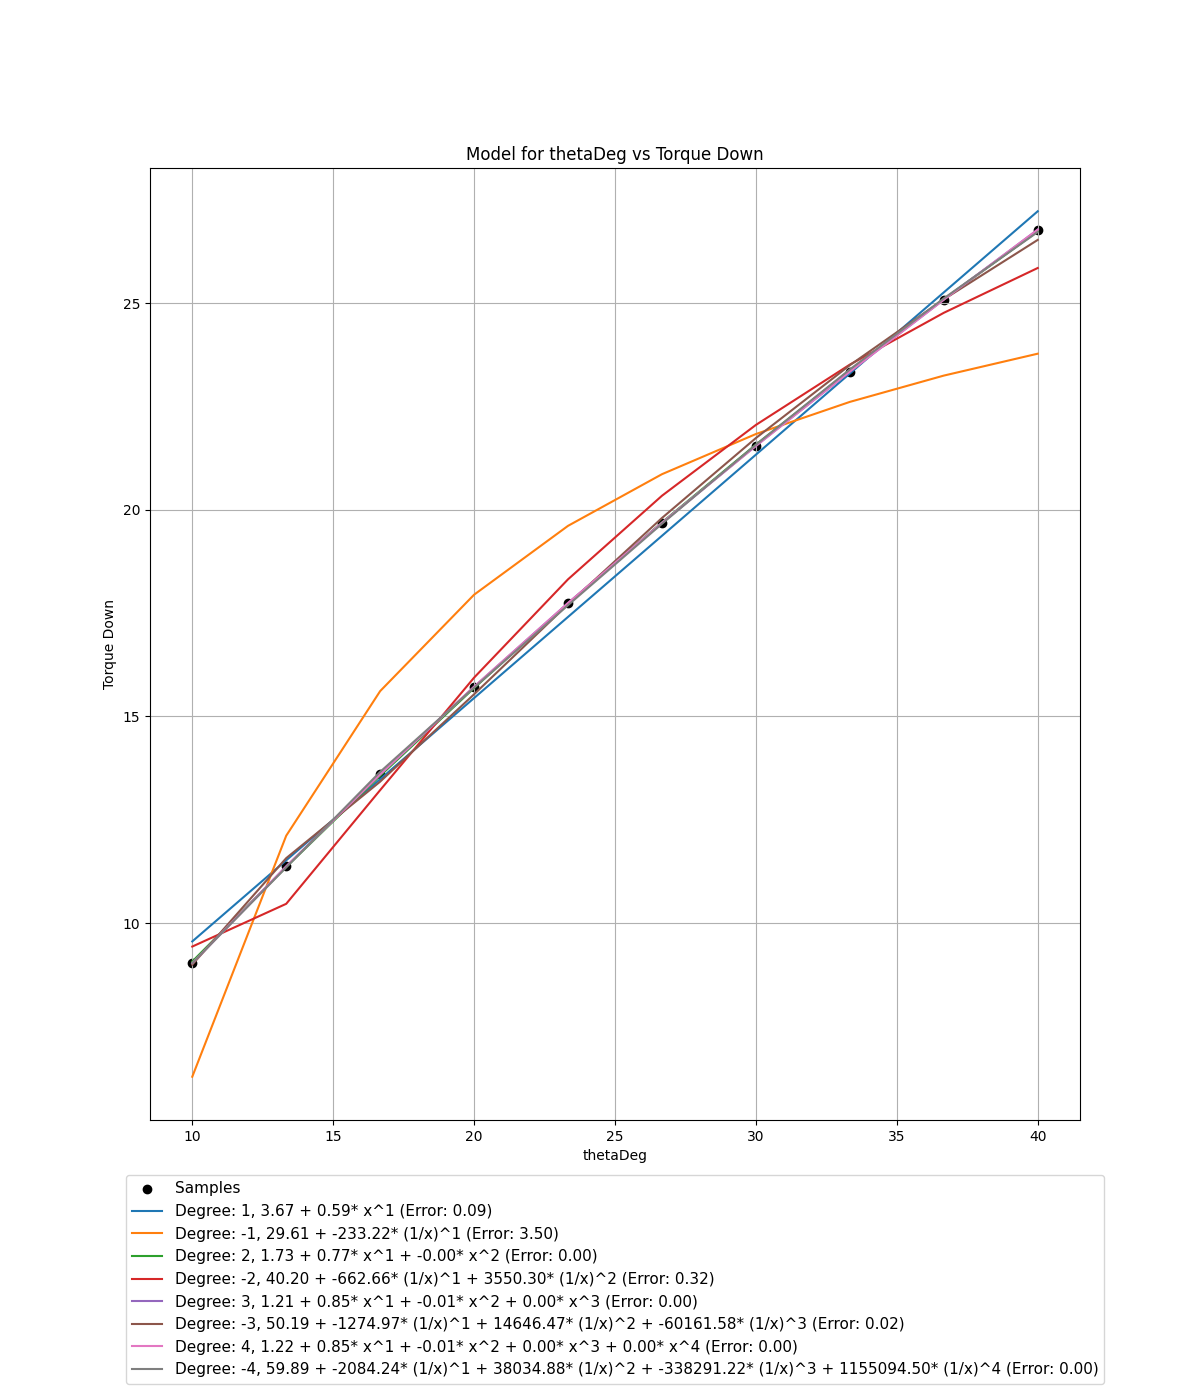 Model for thetaDeg vs Torque Down
25
20
15
10
Torque Down
10 15 20 25 30 35 40
thetaDeg
Samples
Degree: 1, 3.67 + 0.59* x^1 (Error: 0.09)
Degree: -1, 29.61 + -233.22* (1/x)^1 (Error: 3.50)
Degree: 2, 1.73 + 0.77* x^1 + -0.00* x^2 (Error: 0.00)
Degree: -2, 40.20 + -662.66* (1/x)^1 + 3550.30* (1/x)^2 (Error: 0.32)
Degree: 3, 1.21 + 0.85* x^1 + -0.01* x^2 + 0.00* x^3 (Error: 0.00)
Degree: -3, 50.19 + -1274.97* (1/x)^1 + 14646.47* (1/x)^2 + -60161.58* (1/x)^3 (Error: 0.02)
Degree: 4, 1.22 + 0.85* x^1 + -0.01* x^2 + 0.00* x^3 + 0.00* x^4 (Error: 0.00)
Degree: -4, 59.89 + -2084.24* (1/x)^1 + 38034.88* (1/x)^2 + -338291.22* (1/x)^3 + 1155094.50* (1/x)^4 (Error: 0.00)